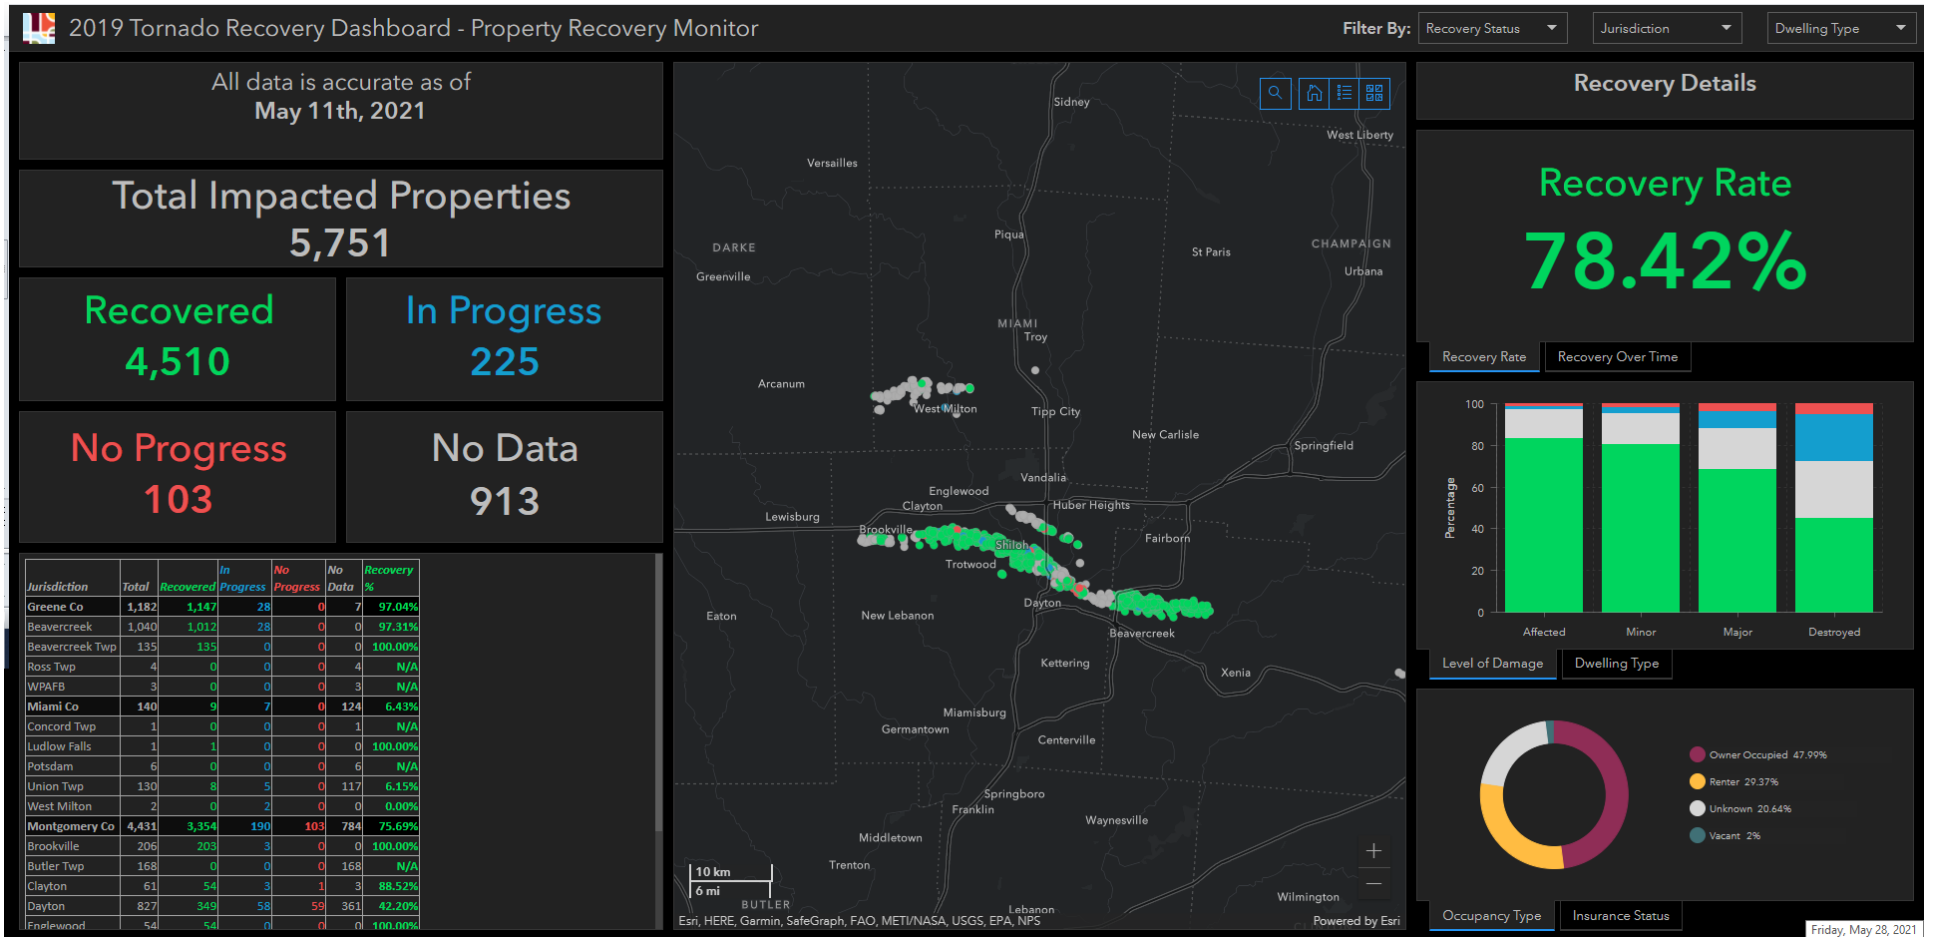 2019 Tornado Recovery Dashboard - Property Recovery Monitor
Filter By:
Recovery Status
Jurisdiction
Dwelling Type
All data is accurate as of
May 11th, 2021
Total Impacted Properties
5,751
Recovered
4,510
In Progress
225
No Progress
103
No Data
913
Jurisdiction Total Recovered In Progress No Progress No Data Recovery %
Greene Co 1,182 1,147 28 0 7 97.04%
Beavercreek 1,040 1,012 28 0 0 97.31%
Beavercreek Twp 135 135 0 0 0 100.00%
Ross Twp 4 0 0 0 4 N/A
WPAFB 3 0 0 0 3 N/A
Miami Co 140 9 7 0 124 6.43%
Concord Twp 1 0 0 0 1 N/A
Ludlow Falls 1 1 0 0 0 100.00%
Potsdam 6 0 0 0 6 N/A
Union Twp 130 8 5 0 117 6.15%
West Milton 2 0 2 0 0 0.00%
Montgomery Co 4,431 3,354 190 103 784 75.69%
Brookville 206 203 3 0 0 100.00%
Butler Twp 168 0 0 0 168 N/A
Clayton 61 54 3 1 3 88.52%
Dayton 827 349 58 59 361 42.20%
Englewood 54 54 0 0 0 100.00%
Sidney
West Liberty
Versailles
Piqua
DARKE
CHAMPAIGN
St Paris
Greenville
Urbana
MIAMI
Troy
Arcanum
West Milton
Tipp City
New Carlisle
Springfield
Vandalia
Englewood
Clayton
Huber Heights
Lewisburg
Brookville
Fairborn
Shiloh
Trotwood
Dayton
Eaton
New Lebanon
Beavercreek
Kettering
Xenia
Miamisburg
Germantown
Centerville
Springboro
Franklin
Waynesville
Middletown
Trenton
10 km
6 mi
BUTLER
Wilmington
Lebanon
Esri, HERE, Garmin, SafeGraph, FAO, METI/NASA, USGS, EPA, NPS
Powered by Esri
Recovery Details
Recovery Rate
78.42%
Recovery Rate
Recovery Over Time
100
80
60
40
20
0
Percentage
Affected
Minor
Major
Destroyed
Level of Damage
Dwelling Type
Owner Occupied 47.99%
Renter 29.37%
Unknown 20.64%
Vacant 2%
Occupancy Type
Insurance Status
Friday, May 28, 2021